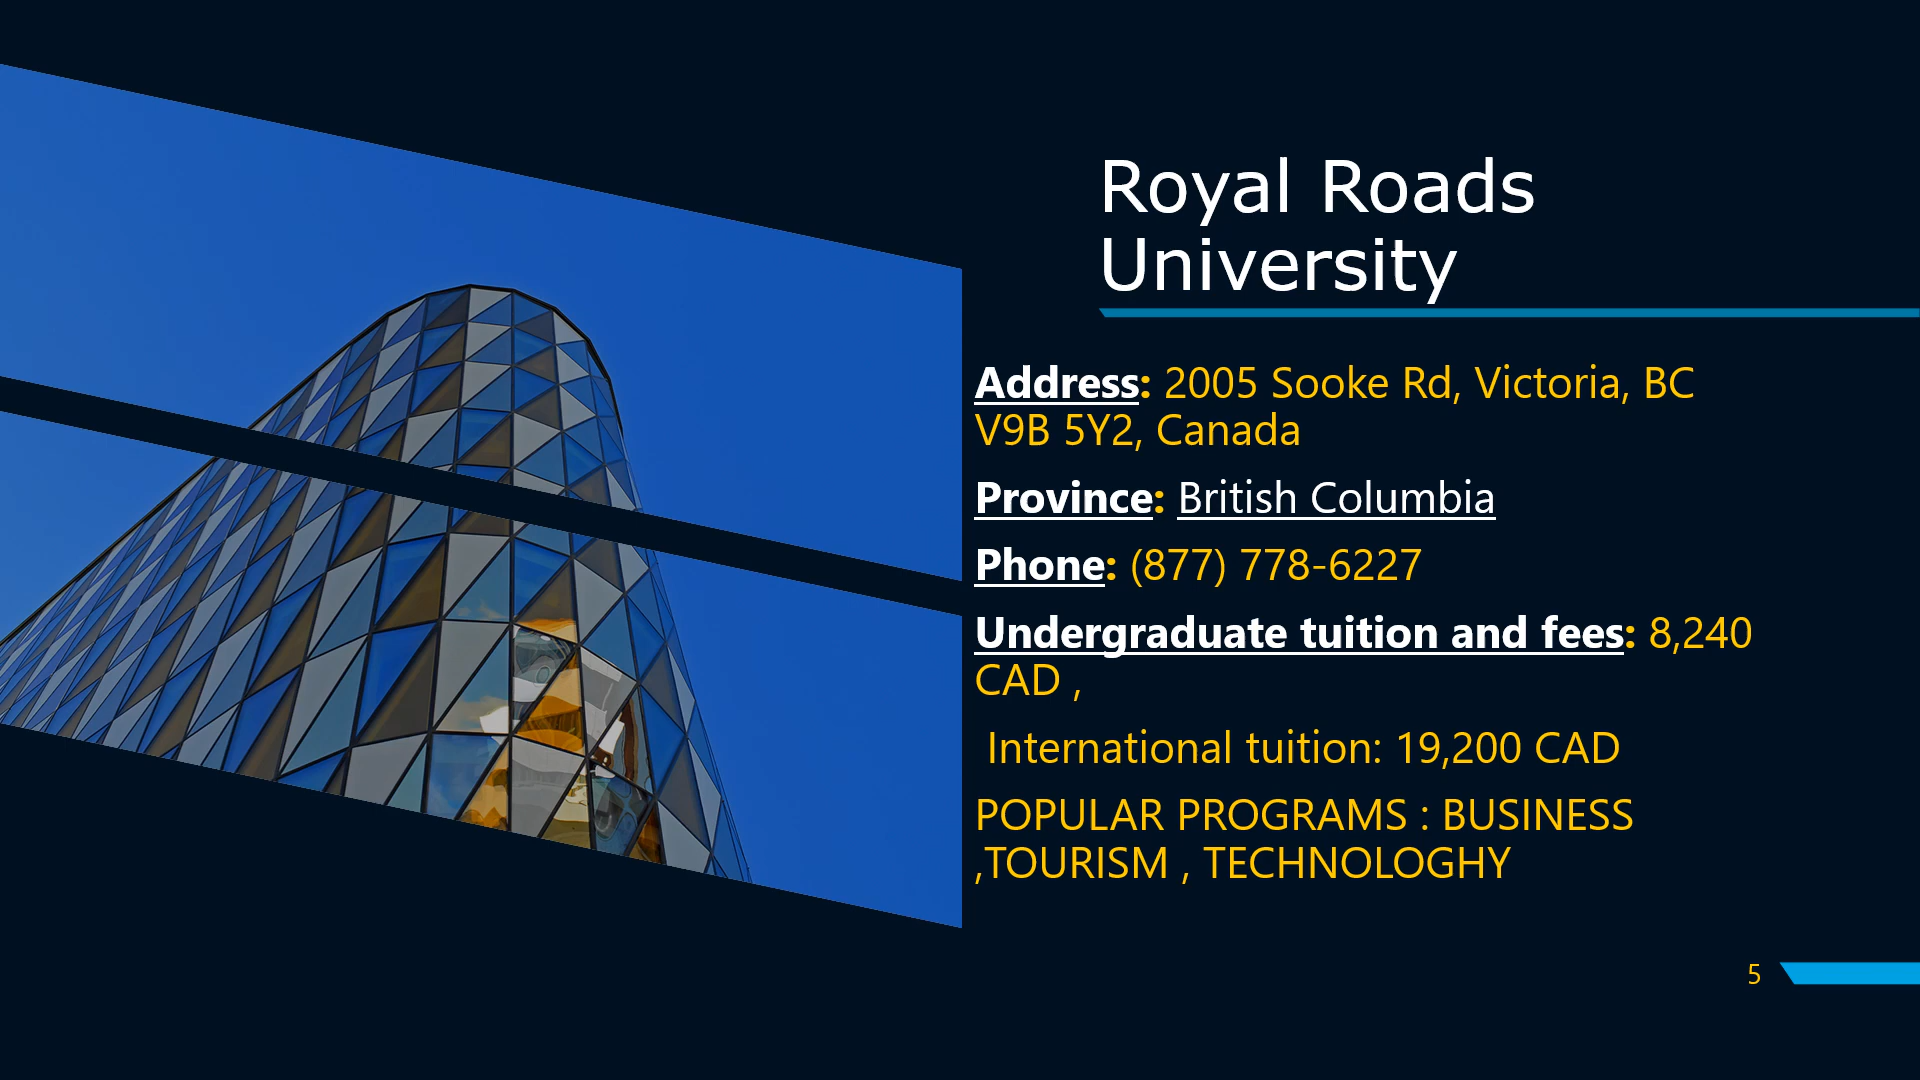 Royal Roads
University
Address: 2005 Sooke Rd, Victoria, BC
V9B 5Y2, Canada
Province: British Columbia
Phone: (877) 778-6227
Undergraduate tuition and fees: 8,240
CAD ,
International tuition: 19,200 CAD
POPULAR PROGRAMS : BUSINESS
,TOURISM , TECHNOLOGHY
5